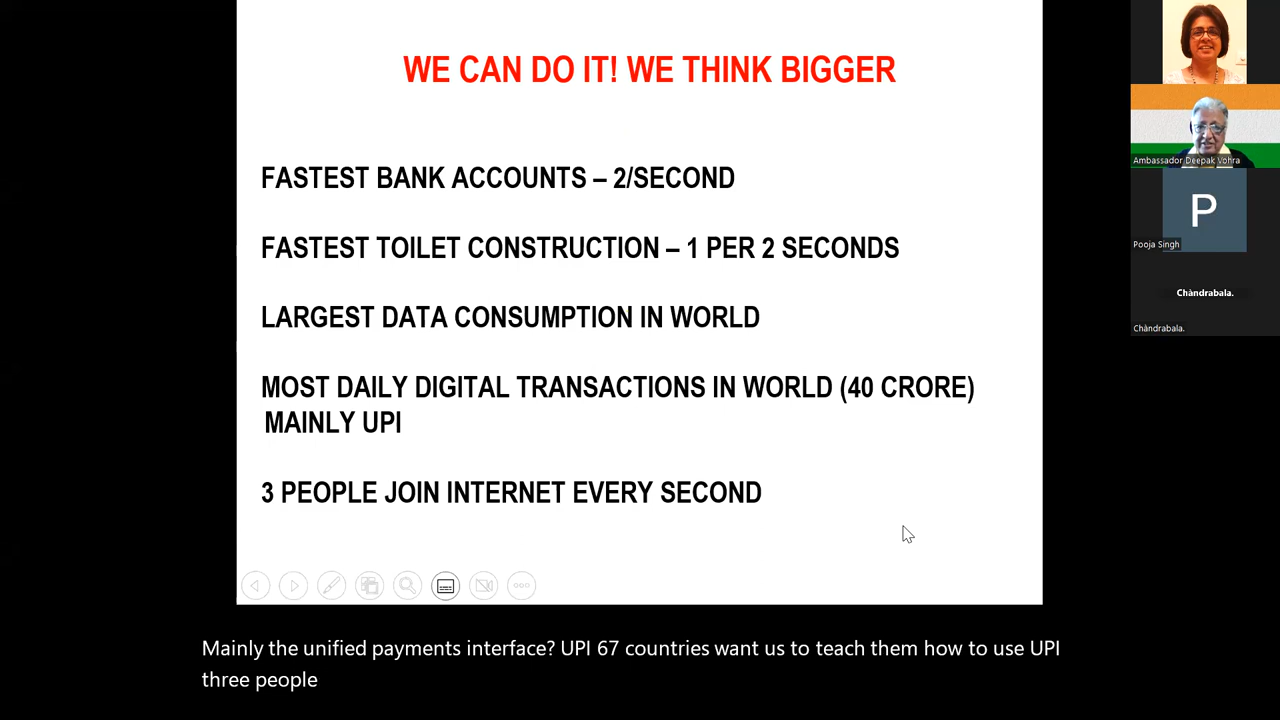 WE CAN DO IT! WE THINK BIGGER
FASTEST BANK ACCOUNTS – 2/SECOND
FASTEST TOILET CONSTRUCTION – 1 PER 2 SECONDS
LARGEST DATA CONSUMPTION IN WORLD
MOST DAILY DIGITAL TRANSACTIONS IN WORLD (40 CRORE)
MAINLY UPI
3 PEOPLE JOIN INTERNET EVERY SECOND
Mainly the unified payments interface? UPI 67 countries want us to teach them how to use UPI
three people
Ambassador Deepak Vohra
P
Pooja Singh
Chàndrabala.
Chàndrabala.